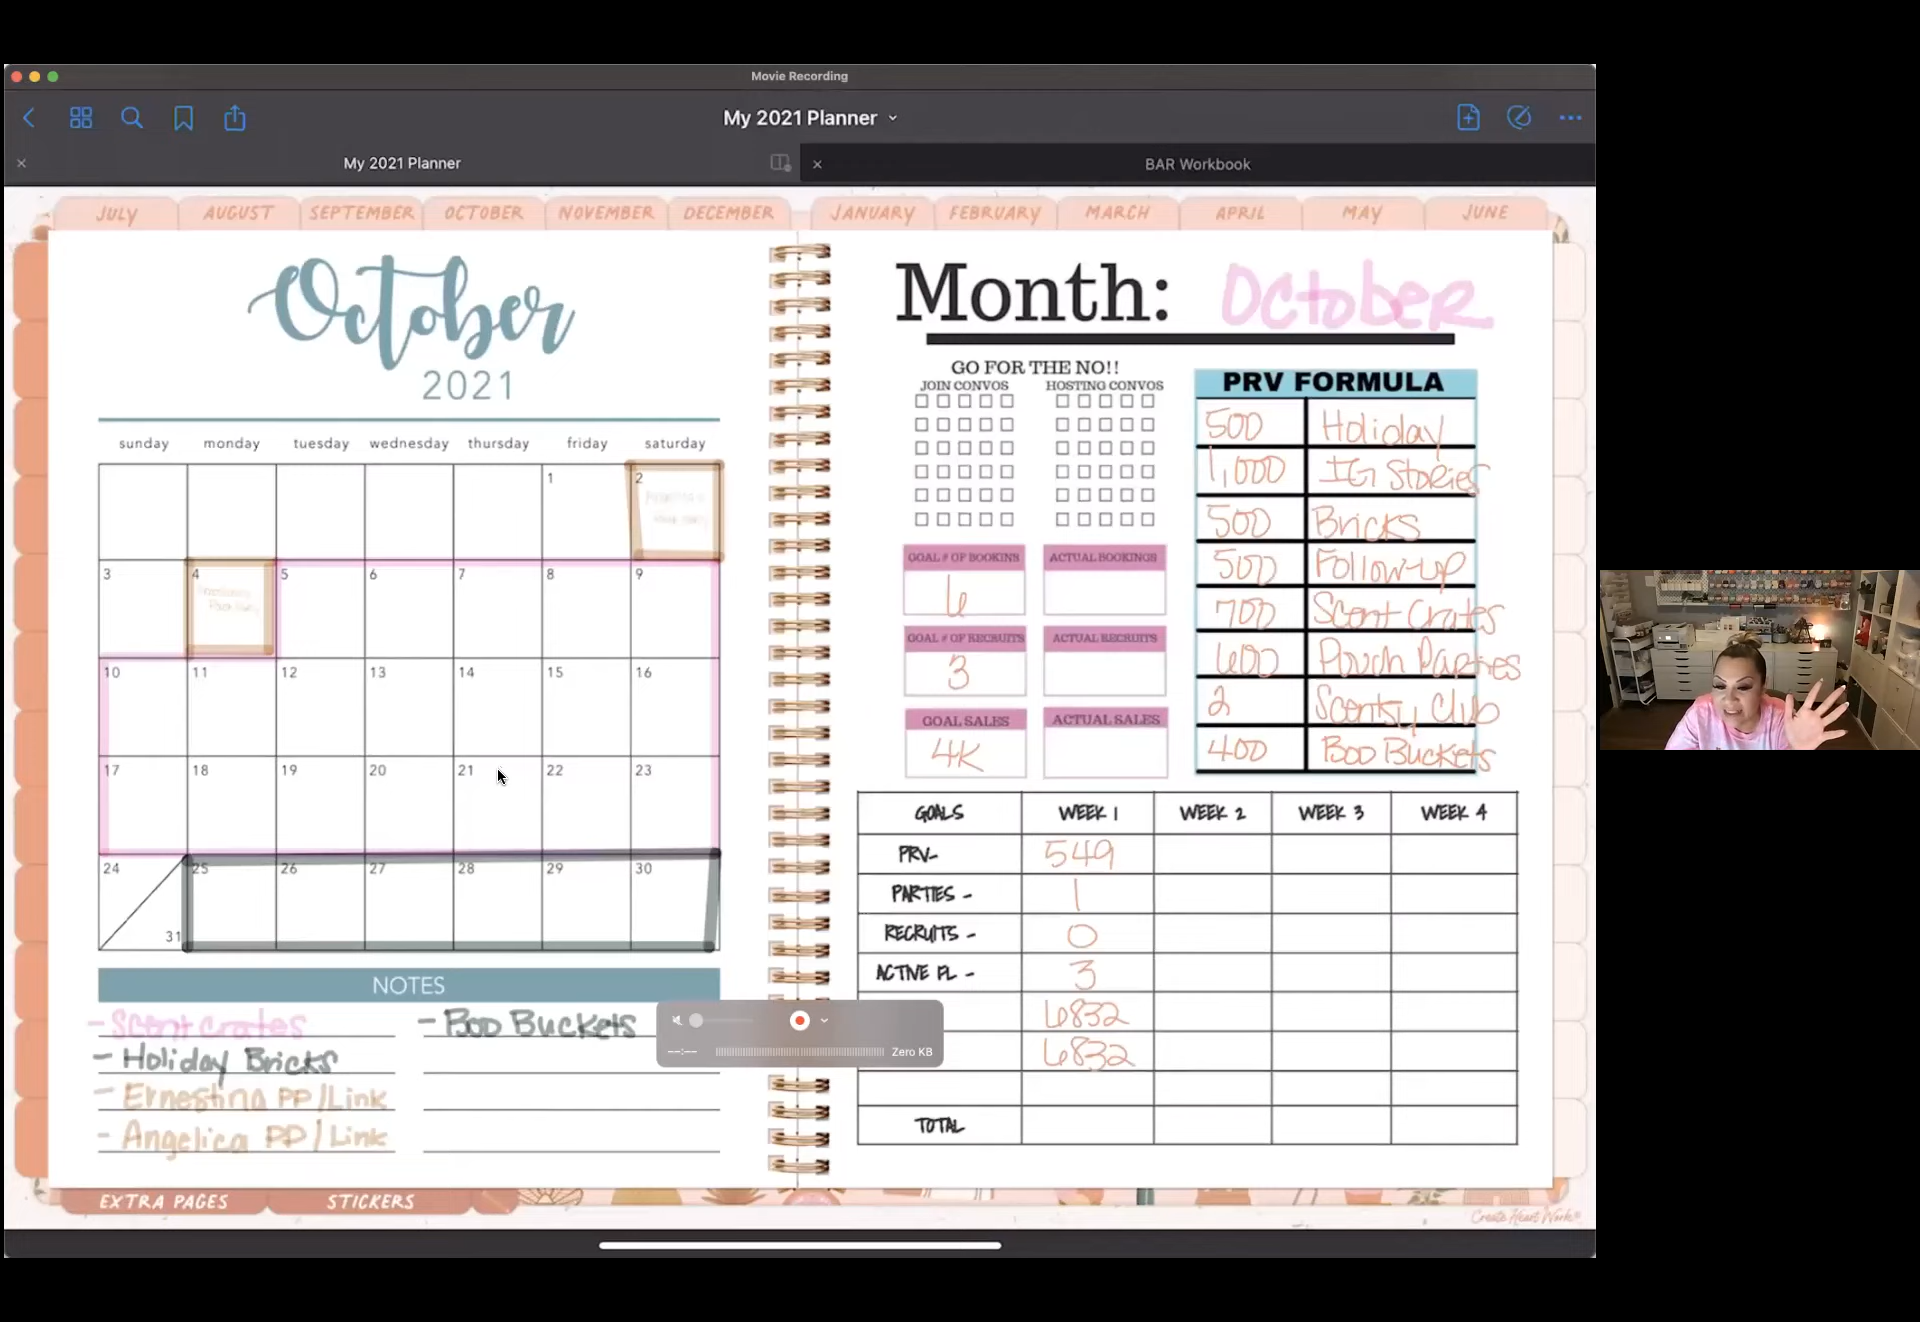 Movie Recording
My 2021 Planner
My 2021 Planner
BAR Workbook
JULY AUGUST SEPTEMBER OCTOBER NOVEMBER DECEMBER JANUARY FEBRUARY MARCH APRIL MAY JUNE
October
2021
sunday monday tuesday wednesday thursday friday saturday
1 2
3 4 5 6 7 8 9
10 11 12 13 14 15 16
17 18 19 20 21 22 23
24 31 25 26 27 28 29 30
NOTES
- Scent Crates
- Holiday Bricks
- Ernestina PP/Link
- Angelica PP/Link
- Boo Buckets
--:-- Zero KB
Month: October
GO FOR THE NO!!
JOIN CONVOS HOSTING CONVOS
GOAL # OF BOOKINS ACTUAL BOOKINGS
6
GOAL # OF RECRUITS ACTUAL RECRUITS
3
GOAL SALES ACTUAL SALES
4K
PRV FORMULA
500 Holiday
1,000 IG Stories
500 Bricks
500 Follow-up
700 Scent Crates
600 Pouch Parties
2 Scentsy Club
400 Boo Buckets
GOALS WEEK 1 WEEK 2 WEEK 3 WEEK 4
PRV- 549
PARTIES - 1
RECRUITS - 0
ACTIVE FL - 3
6832
6832
TOTAL
EXTRA PAGES STICKERS
Create Heart Work